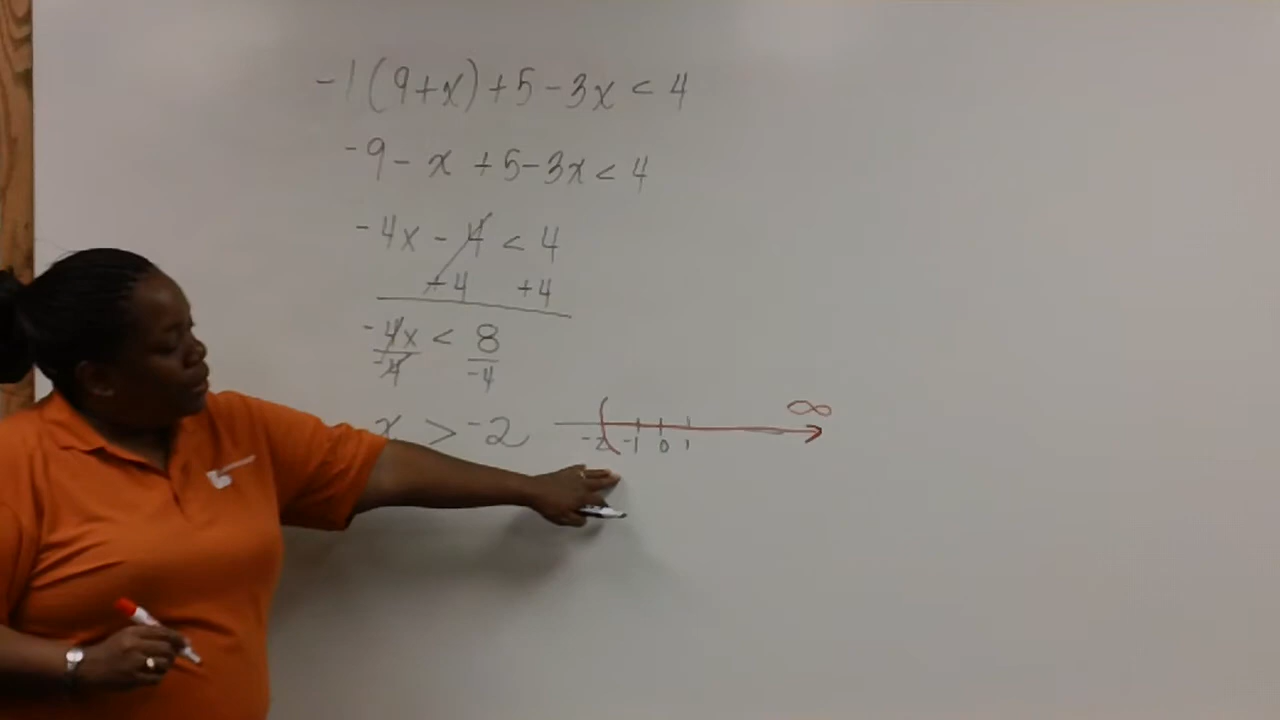 -1(9+x)+5-3x<4
-9-x+5-3x<4
-4x-4<4
+4 +4
-4x < 8
-4 -4
x > -2
∞
-2 -1 0 1